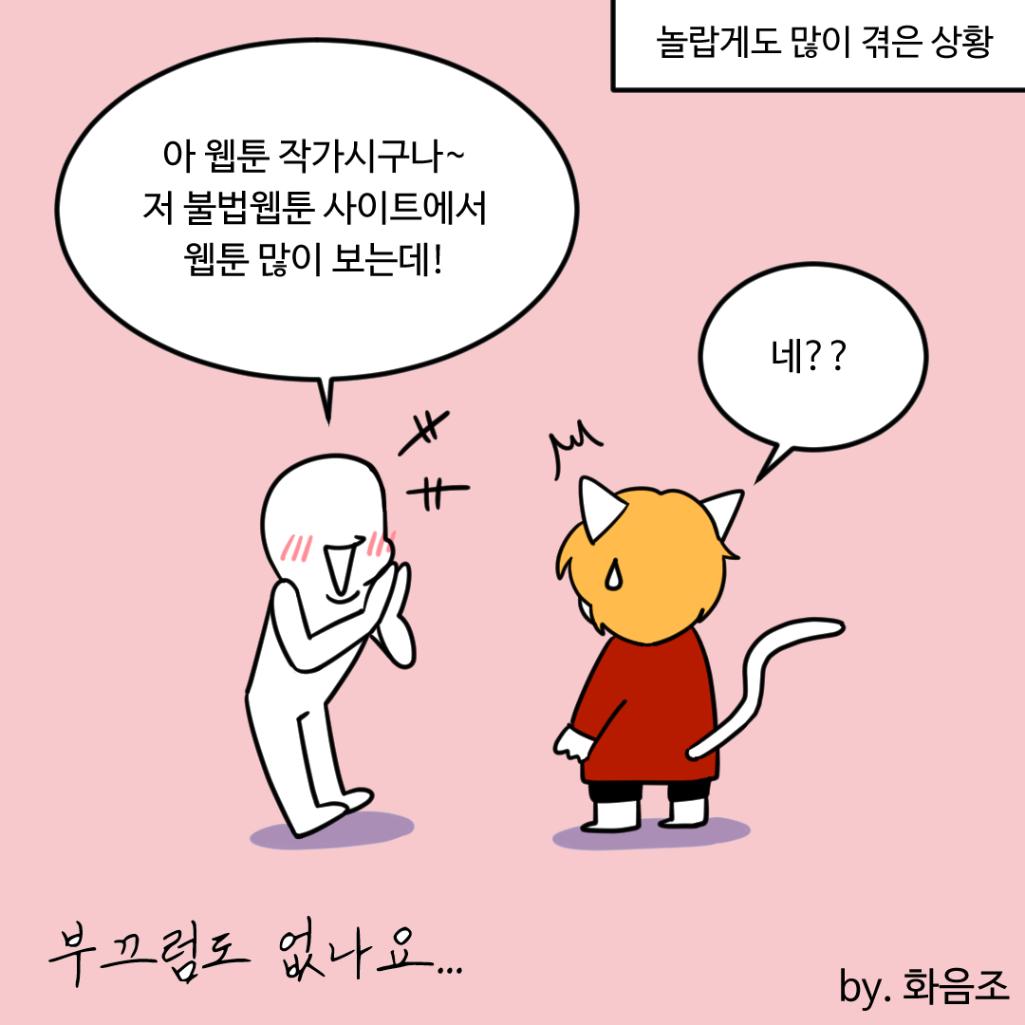 놀랍게도 많이 겪은 상황
아 웹툰 작가시구나~
저 불법웹툰 사이트에서
웹툰 많이 보는데!
네??
부끄럼도 없나요...
by. 화음조